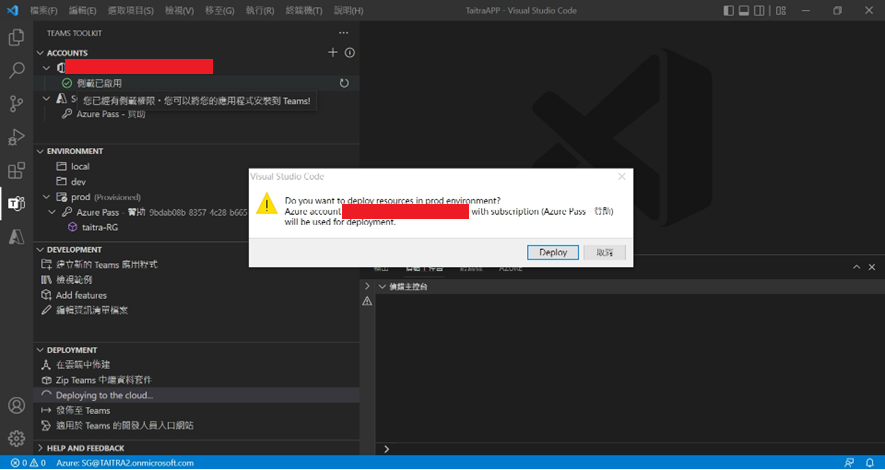 檔案(F) 編輯(E) 選取項目(S) 檢視(V) 移至(G) 執行(R) 終端機(T) 說明(H) TaitraAPP - Visual Studio Code
TEAMS TOOLKIT
ACCOUNTS
側載已啟用
S
您已經有側載權限，您可以將您的應用程式安裝到 Teams!
Azure Pass - 贊助
ENVIRONMENT
local
dev
prod (Provisioned)
Azure Pass - 贊助 9bdab08b 8357 4c28 b665
taitra-RG
DEVELOPMENT
建立新的 Teams 應用程式
檢視範例
Add features
編輯資訊清單檔案
DEPLOYMENT
在雲端中佈建
Zip Teams 中繼資料套件
Deploying to the cloud...
發佈至 Teams
適用於 Teams 的開發人員入口網站
HELP AND FEEDBACK
Visual Studio Code
Do you want to deploy resources in prod environment?
Azure account with subscription (Azure Pass - 贊助)
will be used for deployment.
Deploy 取消
輸出 AZURE
偵錯主控台
0 0 Azure: SG@TAITRA2.onmicrosoft.com